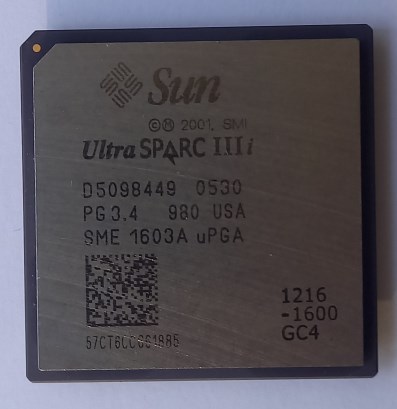 Sun
©® 2001, SMI
UltraSPARC IIIi
D5098449 0530
PG3.4 980 USA
SME 1603A uPGA
1216
-1600
GC4